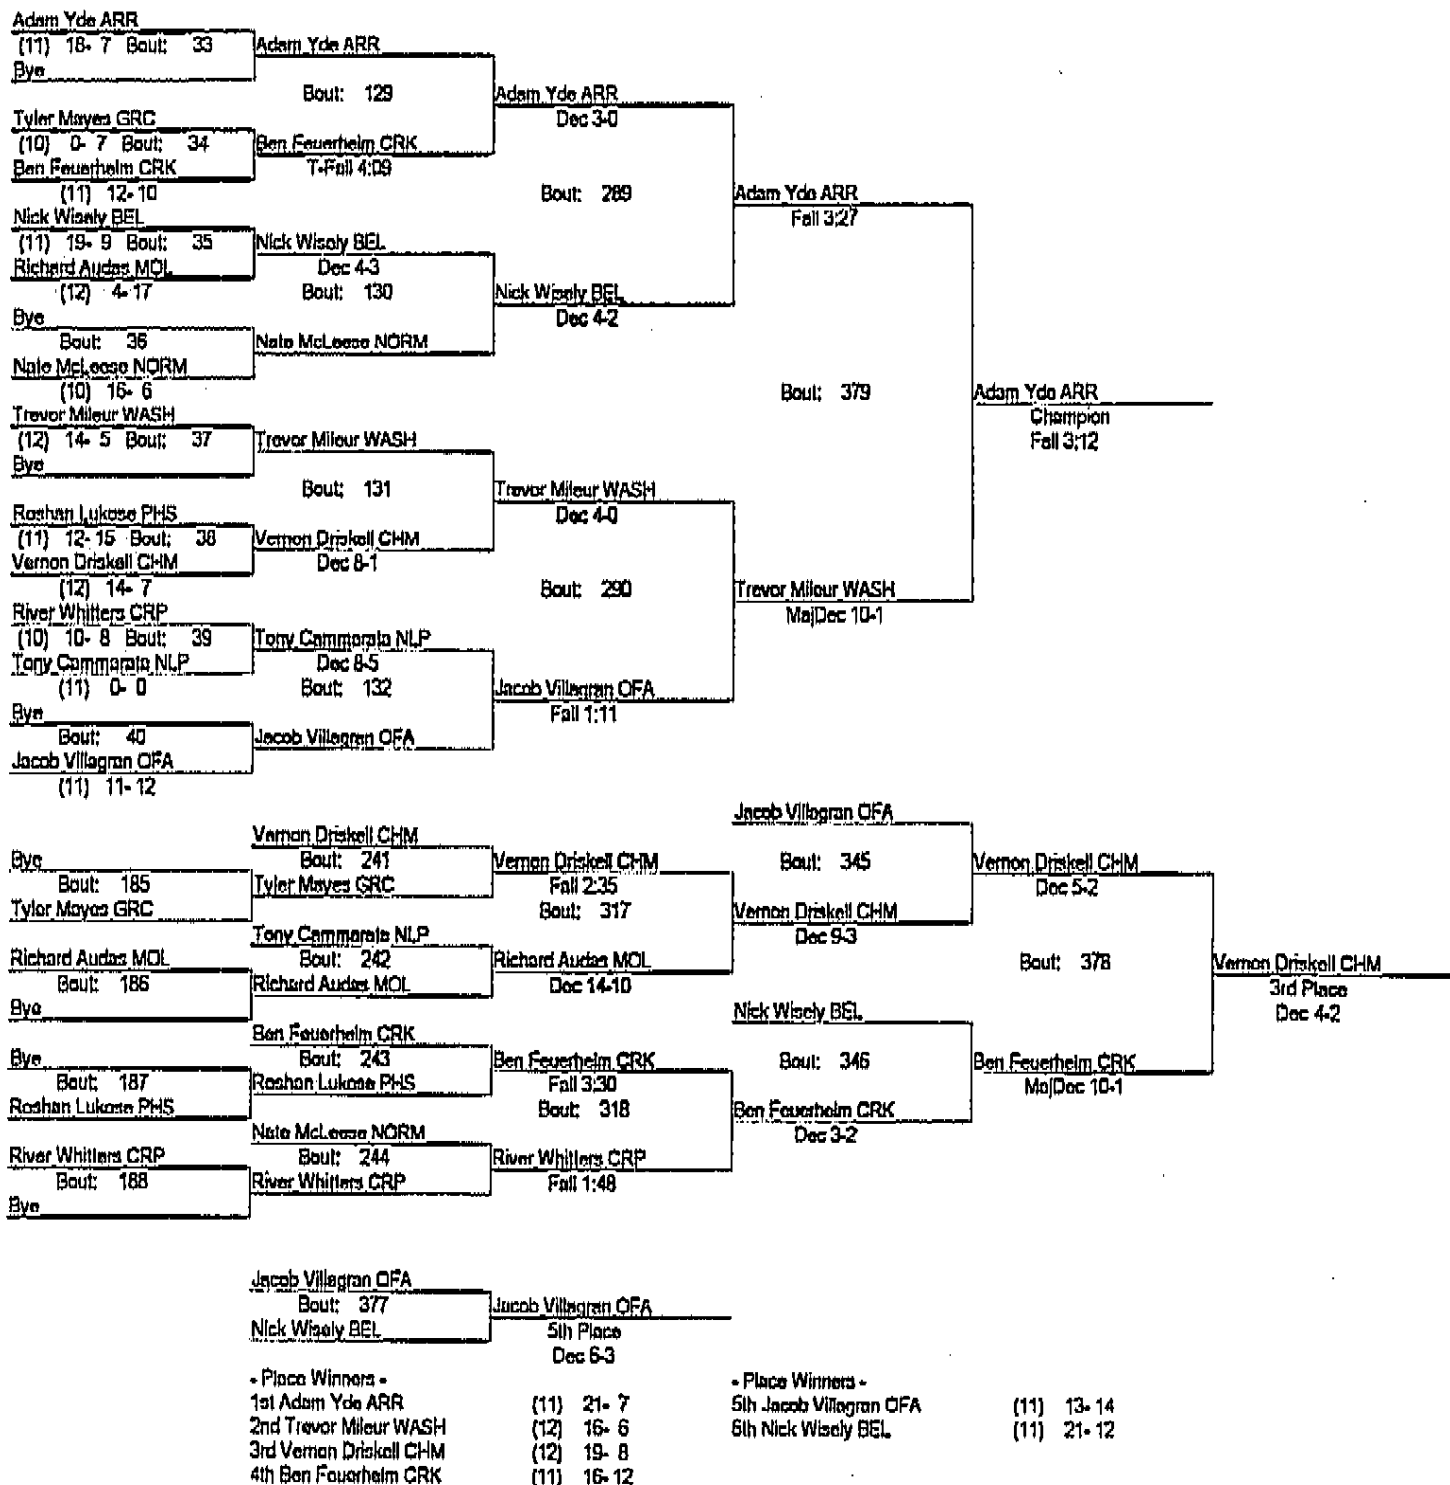 Adam Yde ARR
(11) 18- 7 Bout: 33
Bye
Adam Yde ARR
Bout: 129
Tyler Mayes GRC
(10) 0- 7 Bout: 34
Ben Feuerhelm CRK
(11) 12- 10
Ben Feuerhelm CRK
T-Fall 4:09
Adam Yde ARR
Dec 3-0
Bout: 289
Nick Wisely BEL
(11) 19- 9 Bout: 35
Richard Audas MOL
(12) 4- 17
Nick Wisely BEL
Dec 4-3
Bout: 130
Bye
Bout: 36
Nate McLeese NORM
(10) 16- 6
Nate McLeese NORM
Nick Wisely BEL
Dec 4-2
Adam Yde ARR
Fall 3:27
Bout: 379
Trevor Mileur WASH
(12) 14- 5 Bout: 37
Bye
Trevor Mileur WASH
Bout: 131
Roshan Lukose PHS
(11) 12- 15 Bout: 38
Vernon Driskell CHM
(12) 14- 7
Vernon Driskell CHM
Dec 8-1
Trevor Mileur WASH
Dec 4-0
Bout: 290
River Whitters CRP
(10) 10- 8 Bout: 39
Tony Cammarata NLP
(11) 0- 0
Tony Cammarata NLP
Dec 8-5
Bout: 132
Bye
Bout: 40
Jacob Villagran OFA
(11) 11- 12
Jacob Villagran OFA
Jacob Villagran OFA
Fall 1:11
Trevor Mileur WASH
MajDec 10-1
Adam Yde ARR
Champion
Fall 3:12
Bye
Bout: 185
Tyler Mayes GRC
Vernon Driskell CHM
Bout: 241
Tyler Mayes GRC
Vernon Driskell CHM
Fall 2:35
Bout: 317
Richard Audas MOL
Bout: 186
Bye
Tony Cammarata NLP
Bout: 242
Richard Audas MOL
Richard Audas MOL
Dec 14-10
Jacob Villagran OFA
Bout: 345
Vernon Driskell CHM
Dec 9-3
Vernon Driskell CHM
Dec 5-2
Bout: 378
Bye
Bout: 187
Roshan Lukose PHS
Ben Feuerhelm CRK
Bout: 243
Roshan Lukose PHS
Ben Feuerhelm CRK
Fall 3:30
Bout: 318
River Whitters CRP
Bout: 188
Bye
Nate McLeese NORM
Bout: 244
River Whitters CRP
River Whitters CRP
Fall 1:48
Nick Wisely BEL
Bout: 346
Ben Feuerhelm CRK
Dec 3-2
Ben Feuerhelm CRK
MajDec 10-1
Vernon Driskell CHM
3rd Place
Dec 4-2
Jacob Villagran OFA
Bout: 377
Nick Wisely BEL
Jacob Villagran OFA
5th Place
Dec 6-3
- Place Winners -
1st Adam Yde ARR (11) 21- 7
2nd Trevor Mileur WASH (12) 16- 6
3rd Vernon Driskell CHM (12) 19- 8
4th Ben Feuerhelm CRK (11) 16- 12
- Place Winners -
5th Jacob Villagran OFA (11) 13- 14
6th Nick Wisely BEL (11) 21- 12